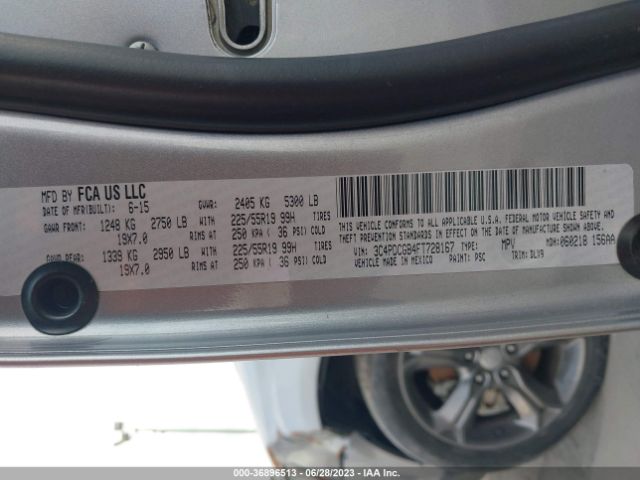 MFD BY FCA US LLC
DATE OF MFR(BUILT): 6-15 GVWR: 2405 KG 5300 LB
GAWR FRONT: 1248 KG 2750 LB WITH 225/55R19 99H TIRES
19X7.0 RIMS AT 250 KPA ( 36 PSI) COLD
GAWR REAR: 1339 KG 2950 LB WITH 225/55R19 99H TIRES
19X7.0 RIMS AT 250 KPA ( 36 PSI) COLD
THIS VEHICLE CONFORMS TO ALL APPLICABLE U.S.A. FEDERAL MOTOR VEHICLE SAFETY
AND THEFT PREVENTION STANDARDS IN EFFECT ON THE DATE OF MANUFACTURE SHOWN ABOVE.
VIN: 3C4PDCGB4FT728167 TYPE: MPV MDH: 060218 156AA
VEHICLE MADE IN MEXICO PAINT: PSC TRIM: DLX9
000-36896513 - 06/28/2023 - IAA Inc.